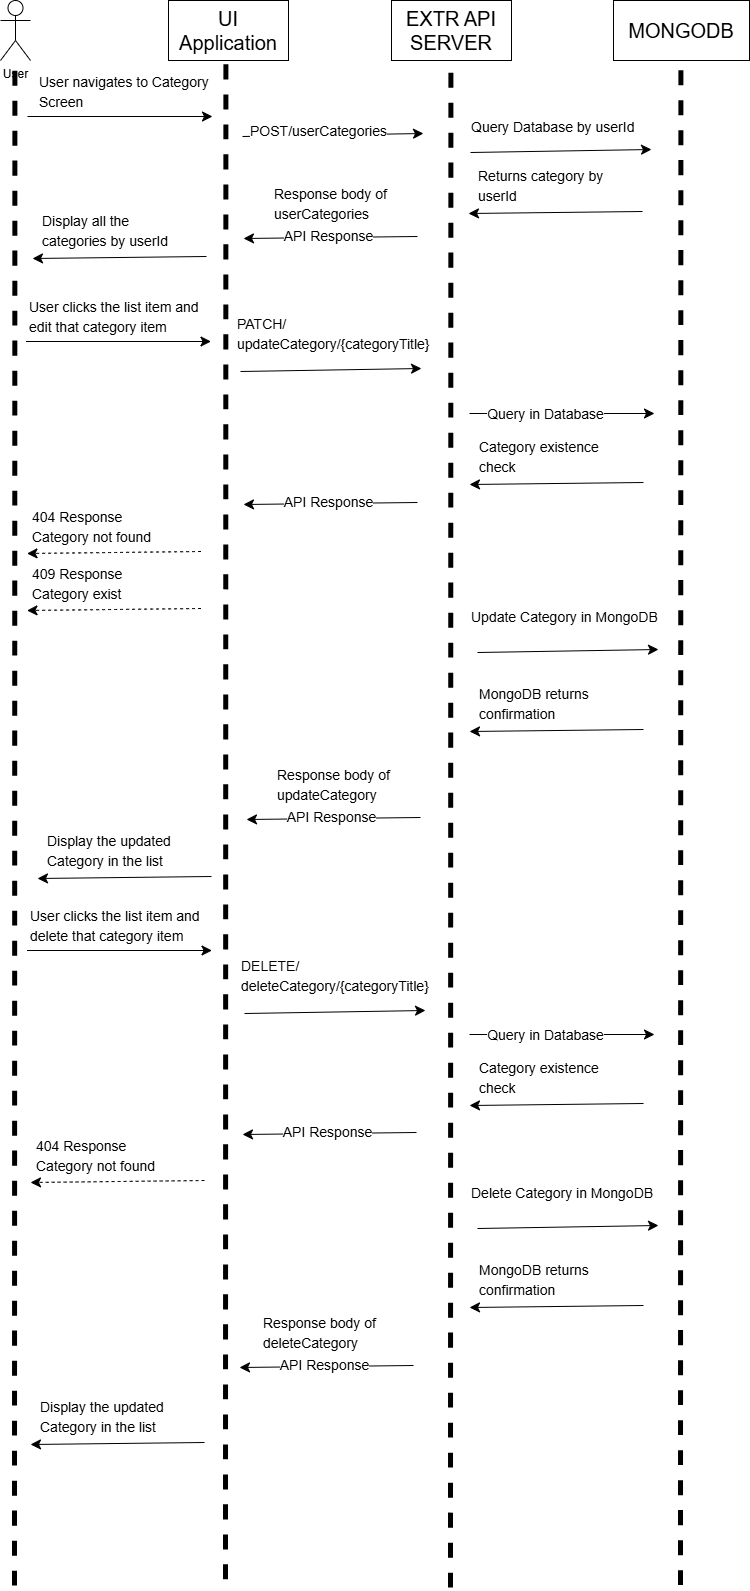 UI
Application
EXTR API
SERVER
MONGODB
User
User navigates to Category
Screen
_POST/userCategories
Query Database by userId
Returns category by
userId
Response body of
userCategories
API Response
Display all the
categories by userId
User clicks the list item and
edit that category item
PATCH/
updateCategory/{categoryTitle}
Query in Database
Category existence
check
API Response
404 Response
Category not found
409 Response
Category exist
Update Category in MongoDB
MongoDB returns
confirmation
Response body of
updateCategory
API Response
Display the updated
Category in the list
User clicks the list item and
delete that category item
DELETE/
deleteCategory/{categoryTitle}
Query in Database
Category existence
check
API Response
404 Response
Category not found
Delete Category in MongoDB
MongoDB returns
confirmation
Response body of
deleteCategory
API Response
Display the updated
Category in the list